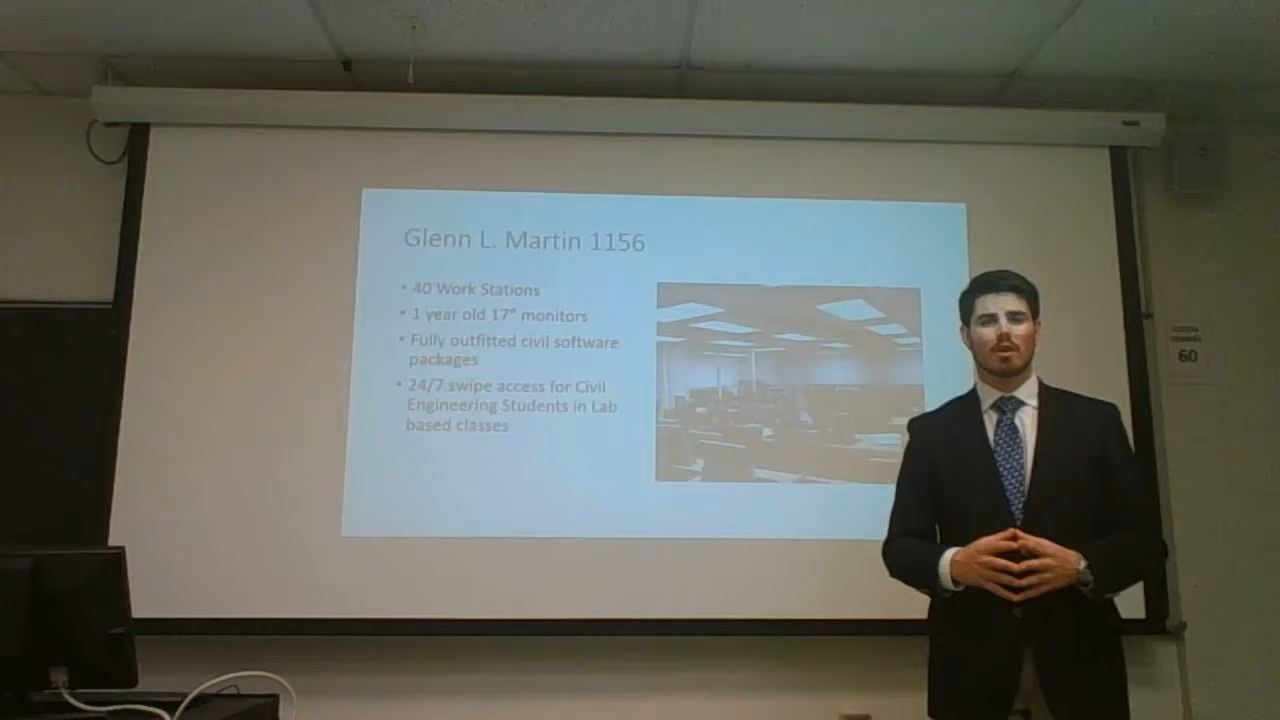 Glenn L. Martin 1156
• 40 Work Stations
• 1 year old 17" monitors
• Fully outfitted civil software
packages
• 24/7 swipe access for Civil
Engineering Students in Lab
based classes
60